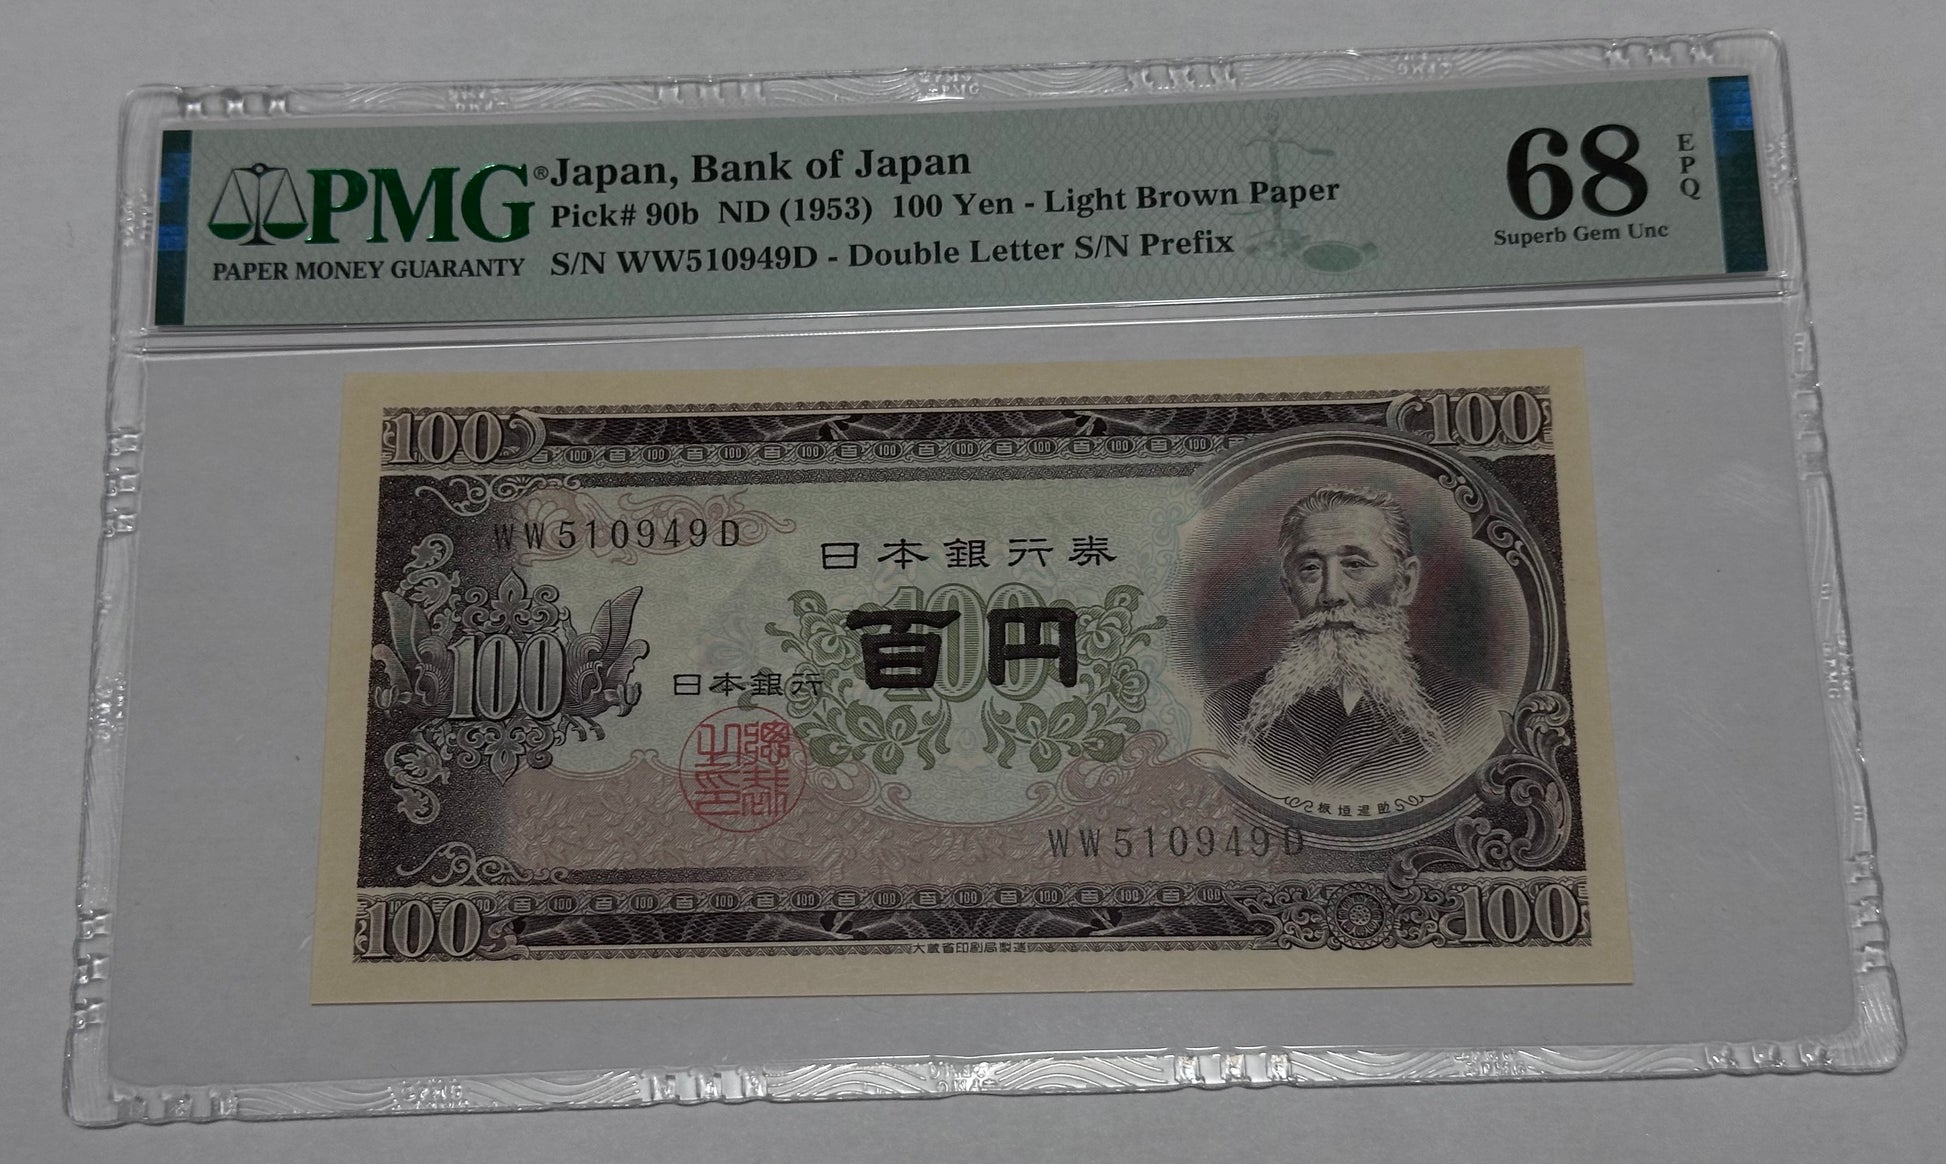 PMG®
PAPER MONEY GUARANTY
Japan, Bank of Japan
Pick# 90b ND (1953) 100 Yen - Light Brown Paper
S/N WW510949D - Double Letter S/N Prefix
68
EPQ
Superb Gem Unc
100
100
WW510949D
日本銀行券
100
百円
100
日本銀行
板垣退助
WW510949D
100
100
大蔵省印刷局製造